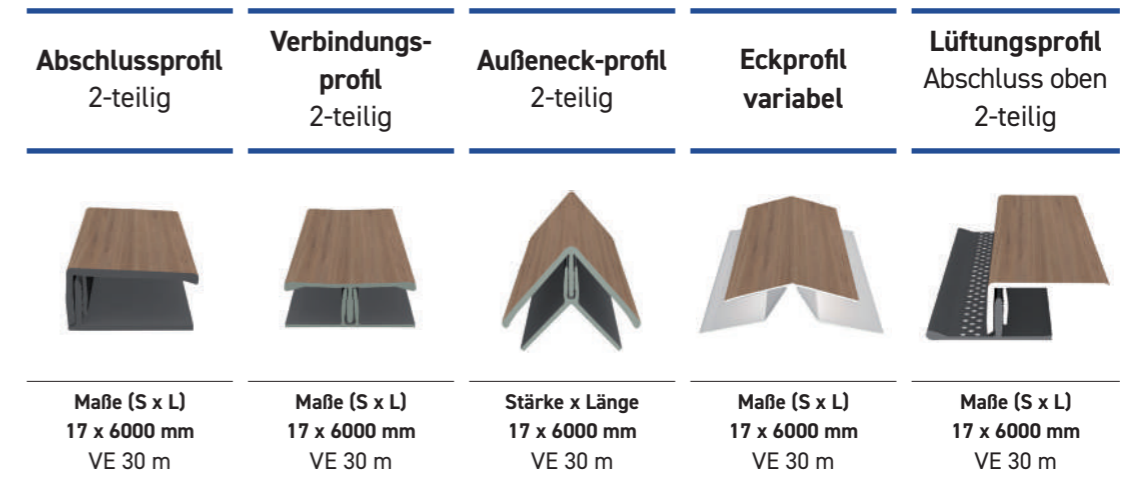 Abschlussprofil
2-teilig
Verbindungs-
profil
2-teilig
Außeneck-profil
2-teilig
Eckprofil
variabel
Lüftungsprofil
Abschluss oben
2-teilig
Maße (S x L)
17 x 6000 mm
VE 30 m
Maße (S x L)
17 x 6000 mm
VE 30 m
Stärke x Länge
17 x 6000 mm
VE 30 m
Maße (S x L)
17 x 6000 mm
VE 30 m
Maße (S x L)
17 x 6000 mm
VE 30 m